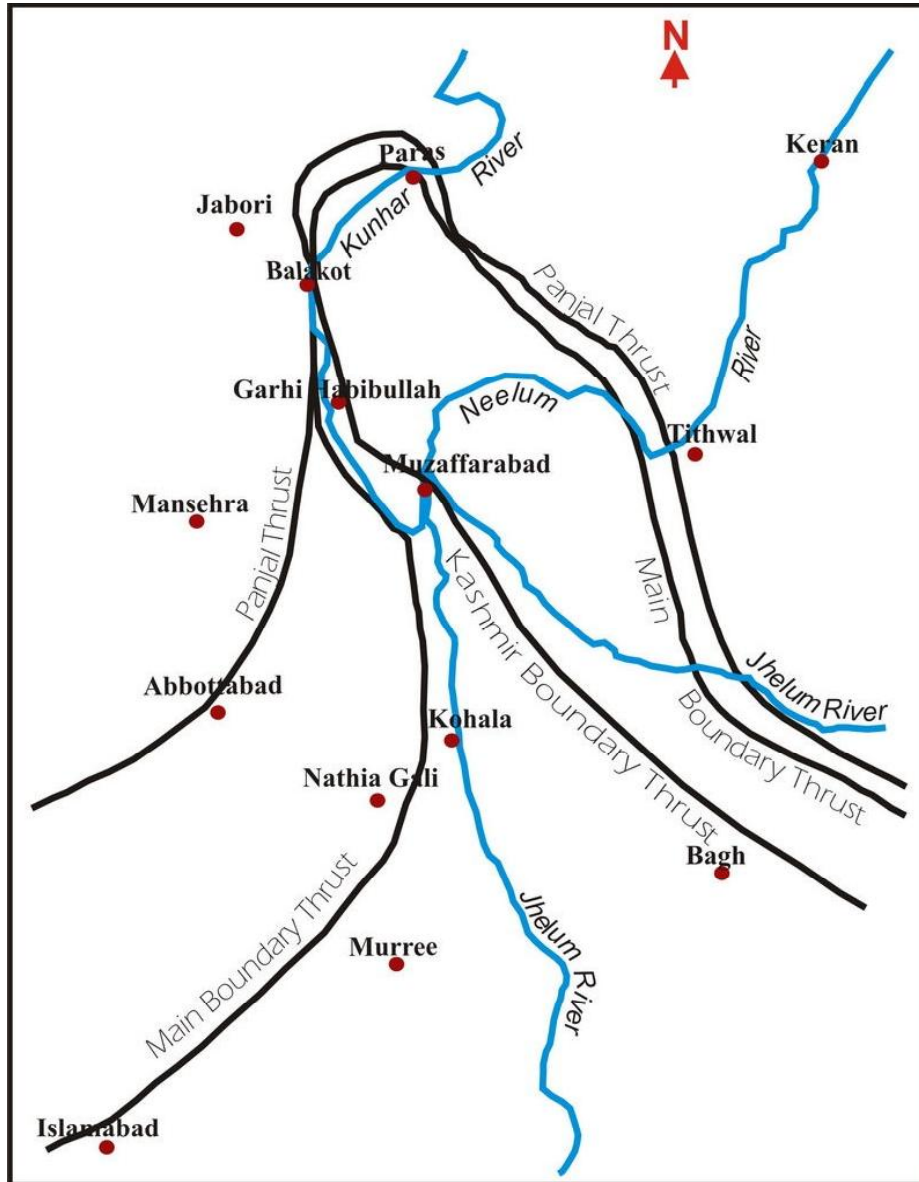 N
Keran
Paras
River
Kunhar
Jabori
Balakot
Panjal Thrust
River
Garhi Habibullah
Neelum
Tithwal
Muzaffarabad
Mansehra
Panjal Thrust
Kashmir Boundary Thrust
Main
Boundary Thrust
Jhelum River
Abbottabad
Kohala
Nathia Gali
Bagh
Main Boundary Thrust
Murree
Jhelum River
Islamabad